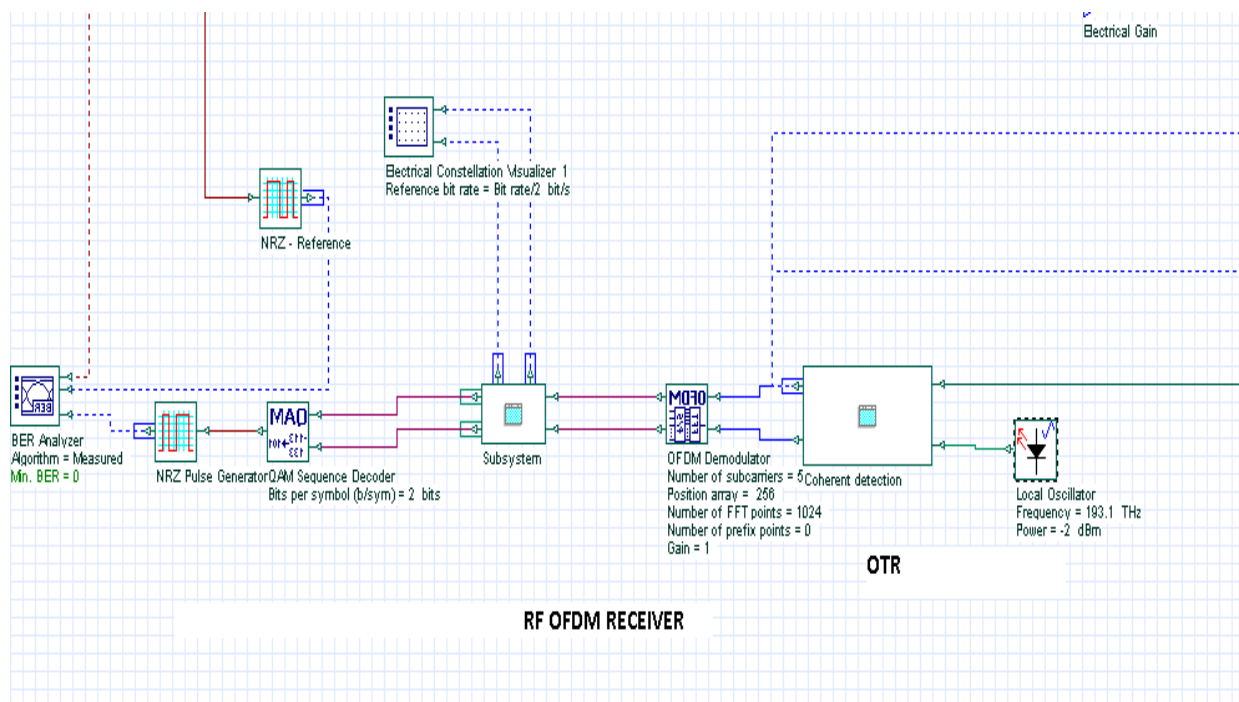 Electrical Gain
Electrical Constellation Visualizer 1
Reference bit rate = Bit rate/2 bit/s
NRZ - Reference
BER
BER Analyzer
Algorithm = Measured
Min. BER = 0
NRZ Pulse Generator
QAM
QAM Sequence Decoder
Bits per symbol (b/sym) = 2 bits
Subsystem
OFDM
OFDM Demodulator
Number of subcarriers = 5
Position array = 256
Number of FFT points = 1024
Number of prefix points = 0
Gain = 1
Coherent detection
Local Oscillator
Frequency = 193.1 THz
Power = -2 dBm
OTR
RF OFDM RECEIVER